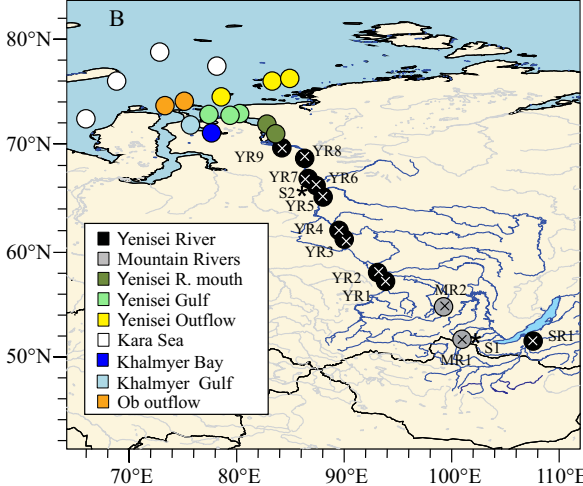 B
80°N
70°N
60°N
50°N
YR9
YR8
YR7
YR6
S2*
YR5
YR4
YR3
YR2
YR1
MR2
MR1
*S1
SR1
Yenisei River
Mountain Rivers
Yenisei R. mouth
Yenisei Gulf
Yenisei Outflow
Kara Sea
Khalmyer Bay
Khalmyer Gulf
Ob outflow
70°E
80°E
90°E
100°E
110°E